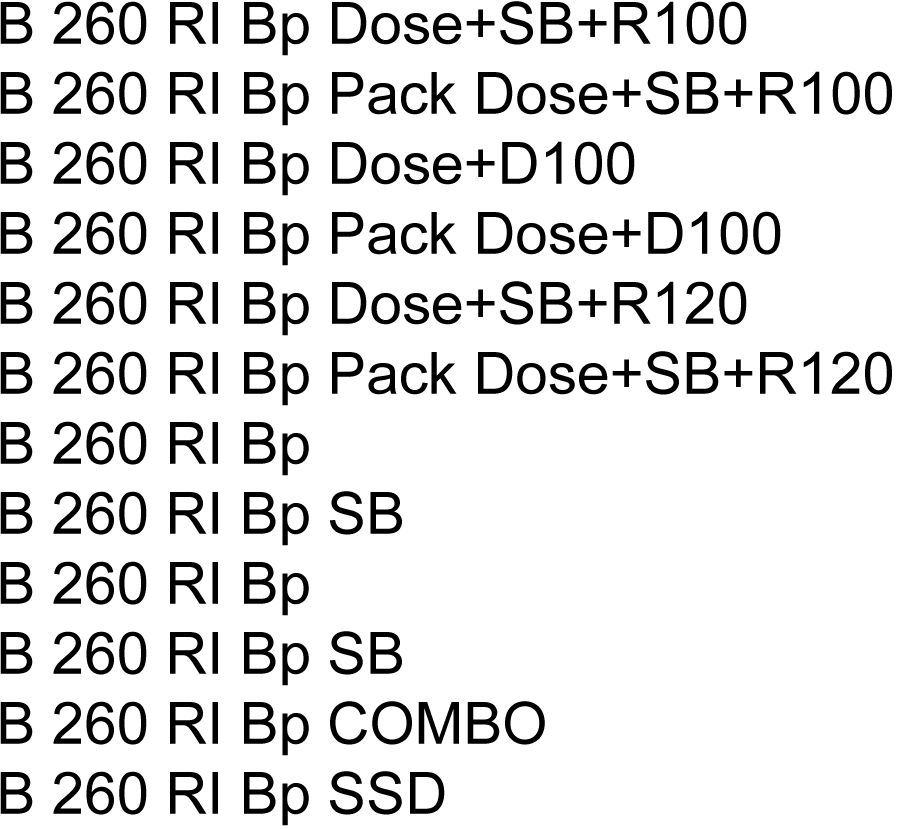 B 260 RI Bp Dose+SB+R100
B 260 RI Bp Pack Dose+SB+R100
B 260 RI Bp Dose+D100
B 260 RI Bp Pack Dose+D100
B 260 RI Bp Dose+SB+R120
B 260 RI Bp Pack Dose+SB+R120
B 260 RI Bp
B 260 RI Bp SB
B 260 RI Bp
B 260 RI Bp SB
B 260 RI Bp COMBO
B 260 RI Bp SSD